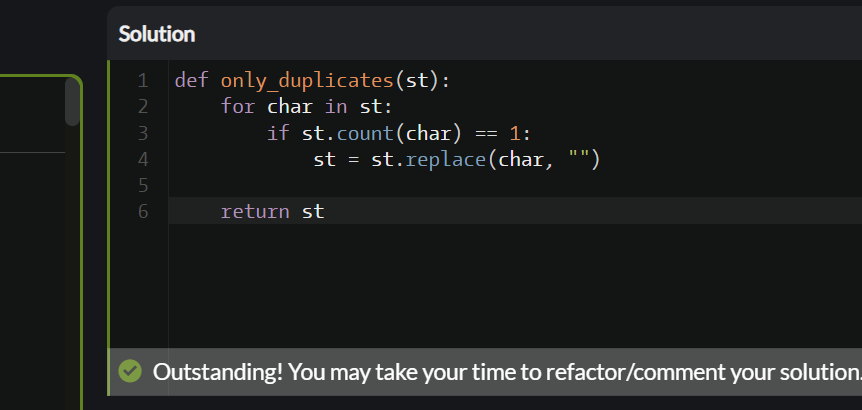 Solution
1 def only_duplicates(st):
2     for char in st:
3         if st.count(char) == 1:
4             st = st.replace(char, "")
5
6     return st
Outstanding! You may take your time to refactor/comment your solution.